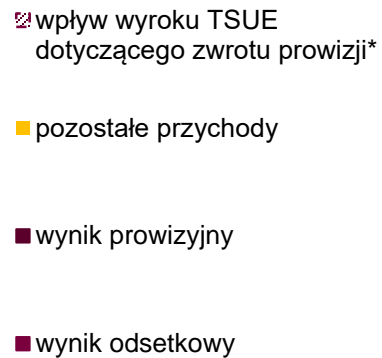 wpływ wyroku TSUE
dotyczącego zwrotu prowizji*
pozostałe przychody
wynik prowizyjny
wynik odsetkowy